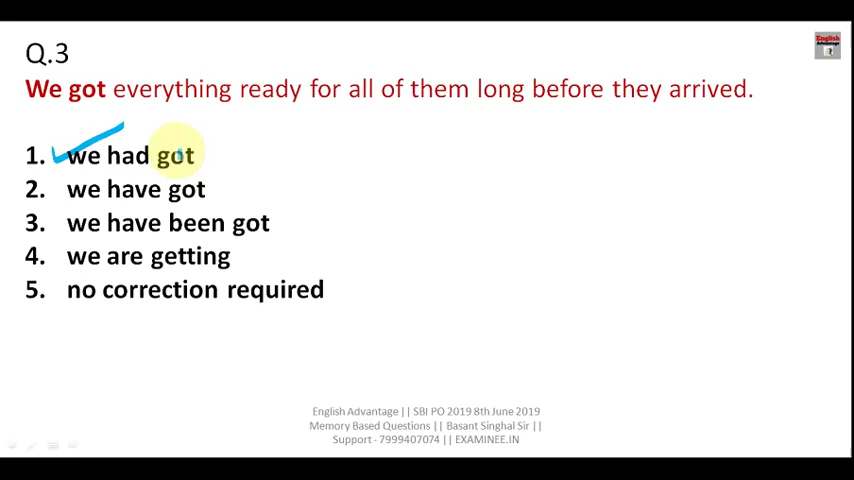 English
Advantage
Q.3
We got everything ready for all of them long before they arrived.
1. we had got
2. we have got
3. we have been got
4. we are getting
5. no correction required
English Advantage || SBI PO 2019 8th June 2019
Memory Based Questions || Basant Singhal Sir ||
Support - 7999407074 || EXAMINEE.IN